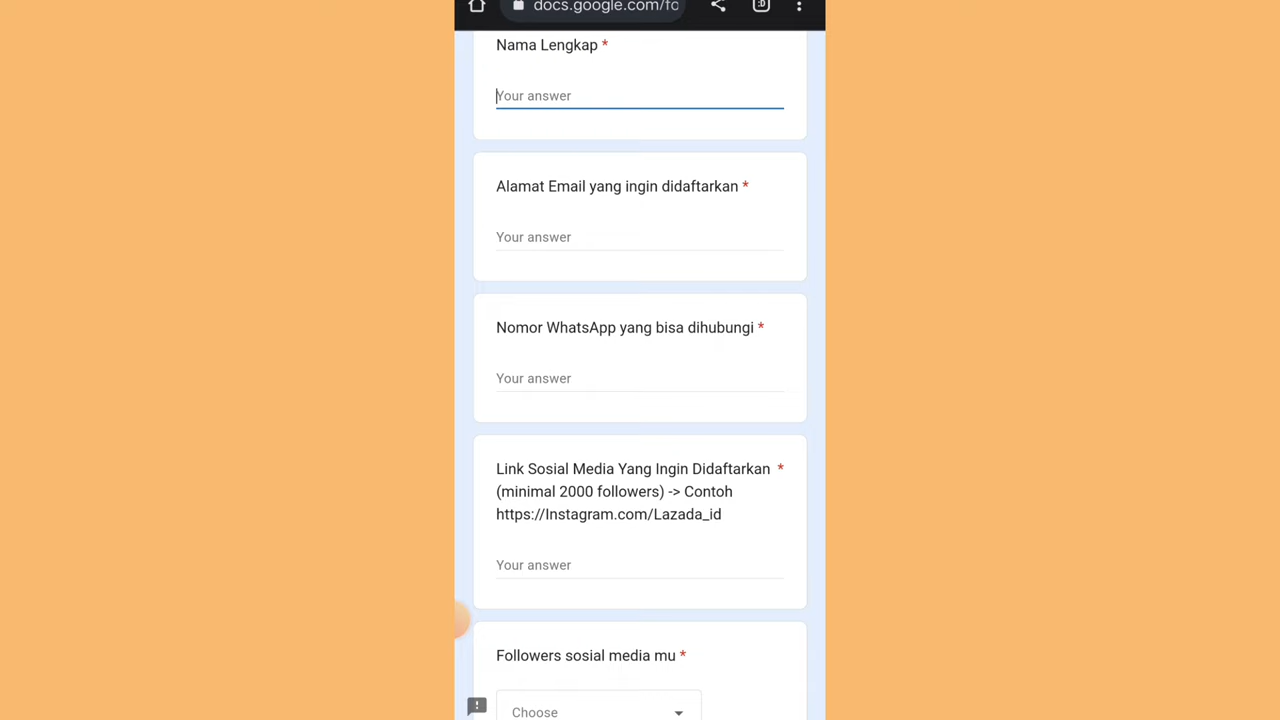 docs.google.com/fo
:D
Nama Lengkap *
Your answer
Alamat Email yang ingin didaftarkan *
Your answer
Nomor WhatsApp yang bisa dihubungi *
Your answer
Link Sosial Media Yang Ingin Didaftarkan *
(minimal 2000 followers) -> Contoh
https://Instagram.com/Lazada_id
Your answer
Followers sosial media mu *
Choose